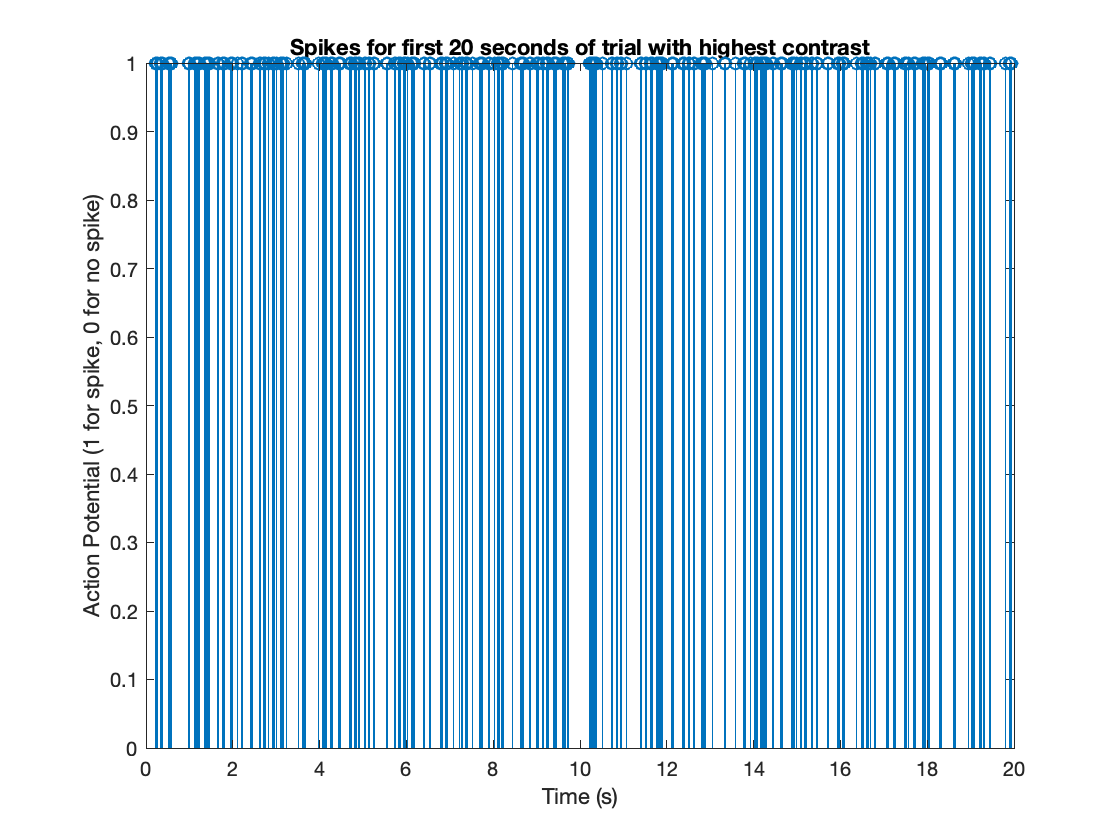 Spikes for first 20 seconds of trial with highest contrast
1
0.9
0.8
0.7
0.6
0.5
0.4
0.3
0.2
0.1
0
Action Potential (1 for spike, 0 for no spike)
0 2 4 6 8 10 12 14 16 18 20
Time (s)